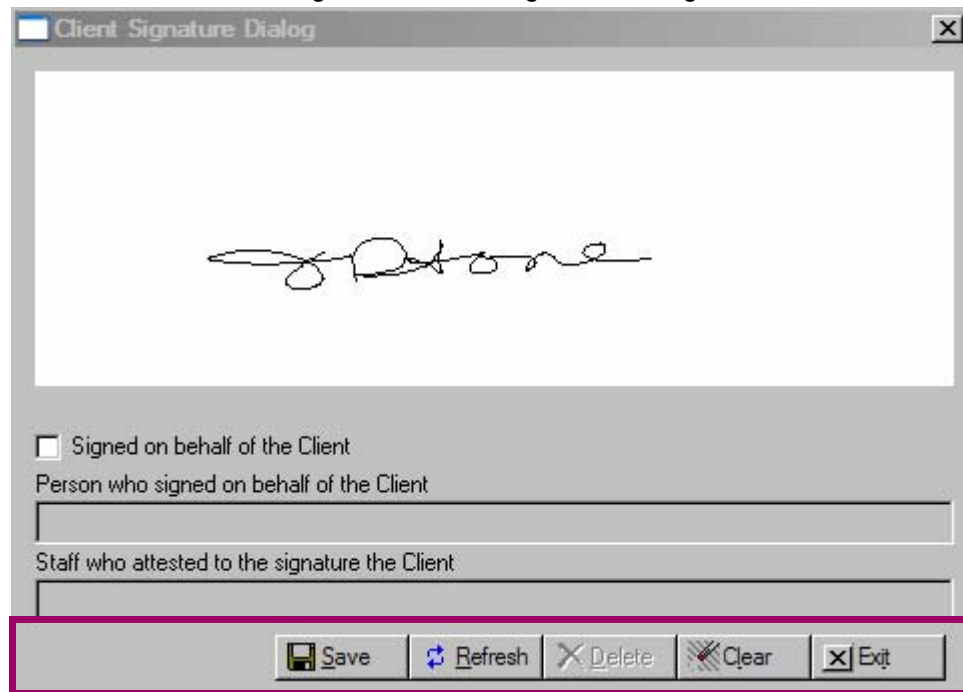 Client Signature Dialog
Signed on behalf of the Client
Person who signed on behalf of the Client
Staff who attested to the signature the Client
Save Refresh Delete Clear Exit